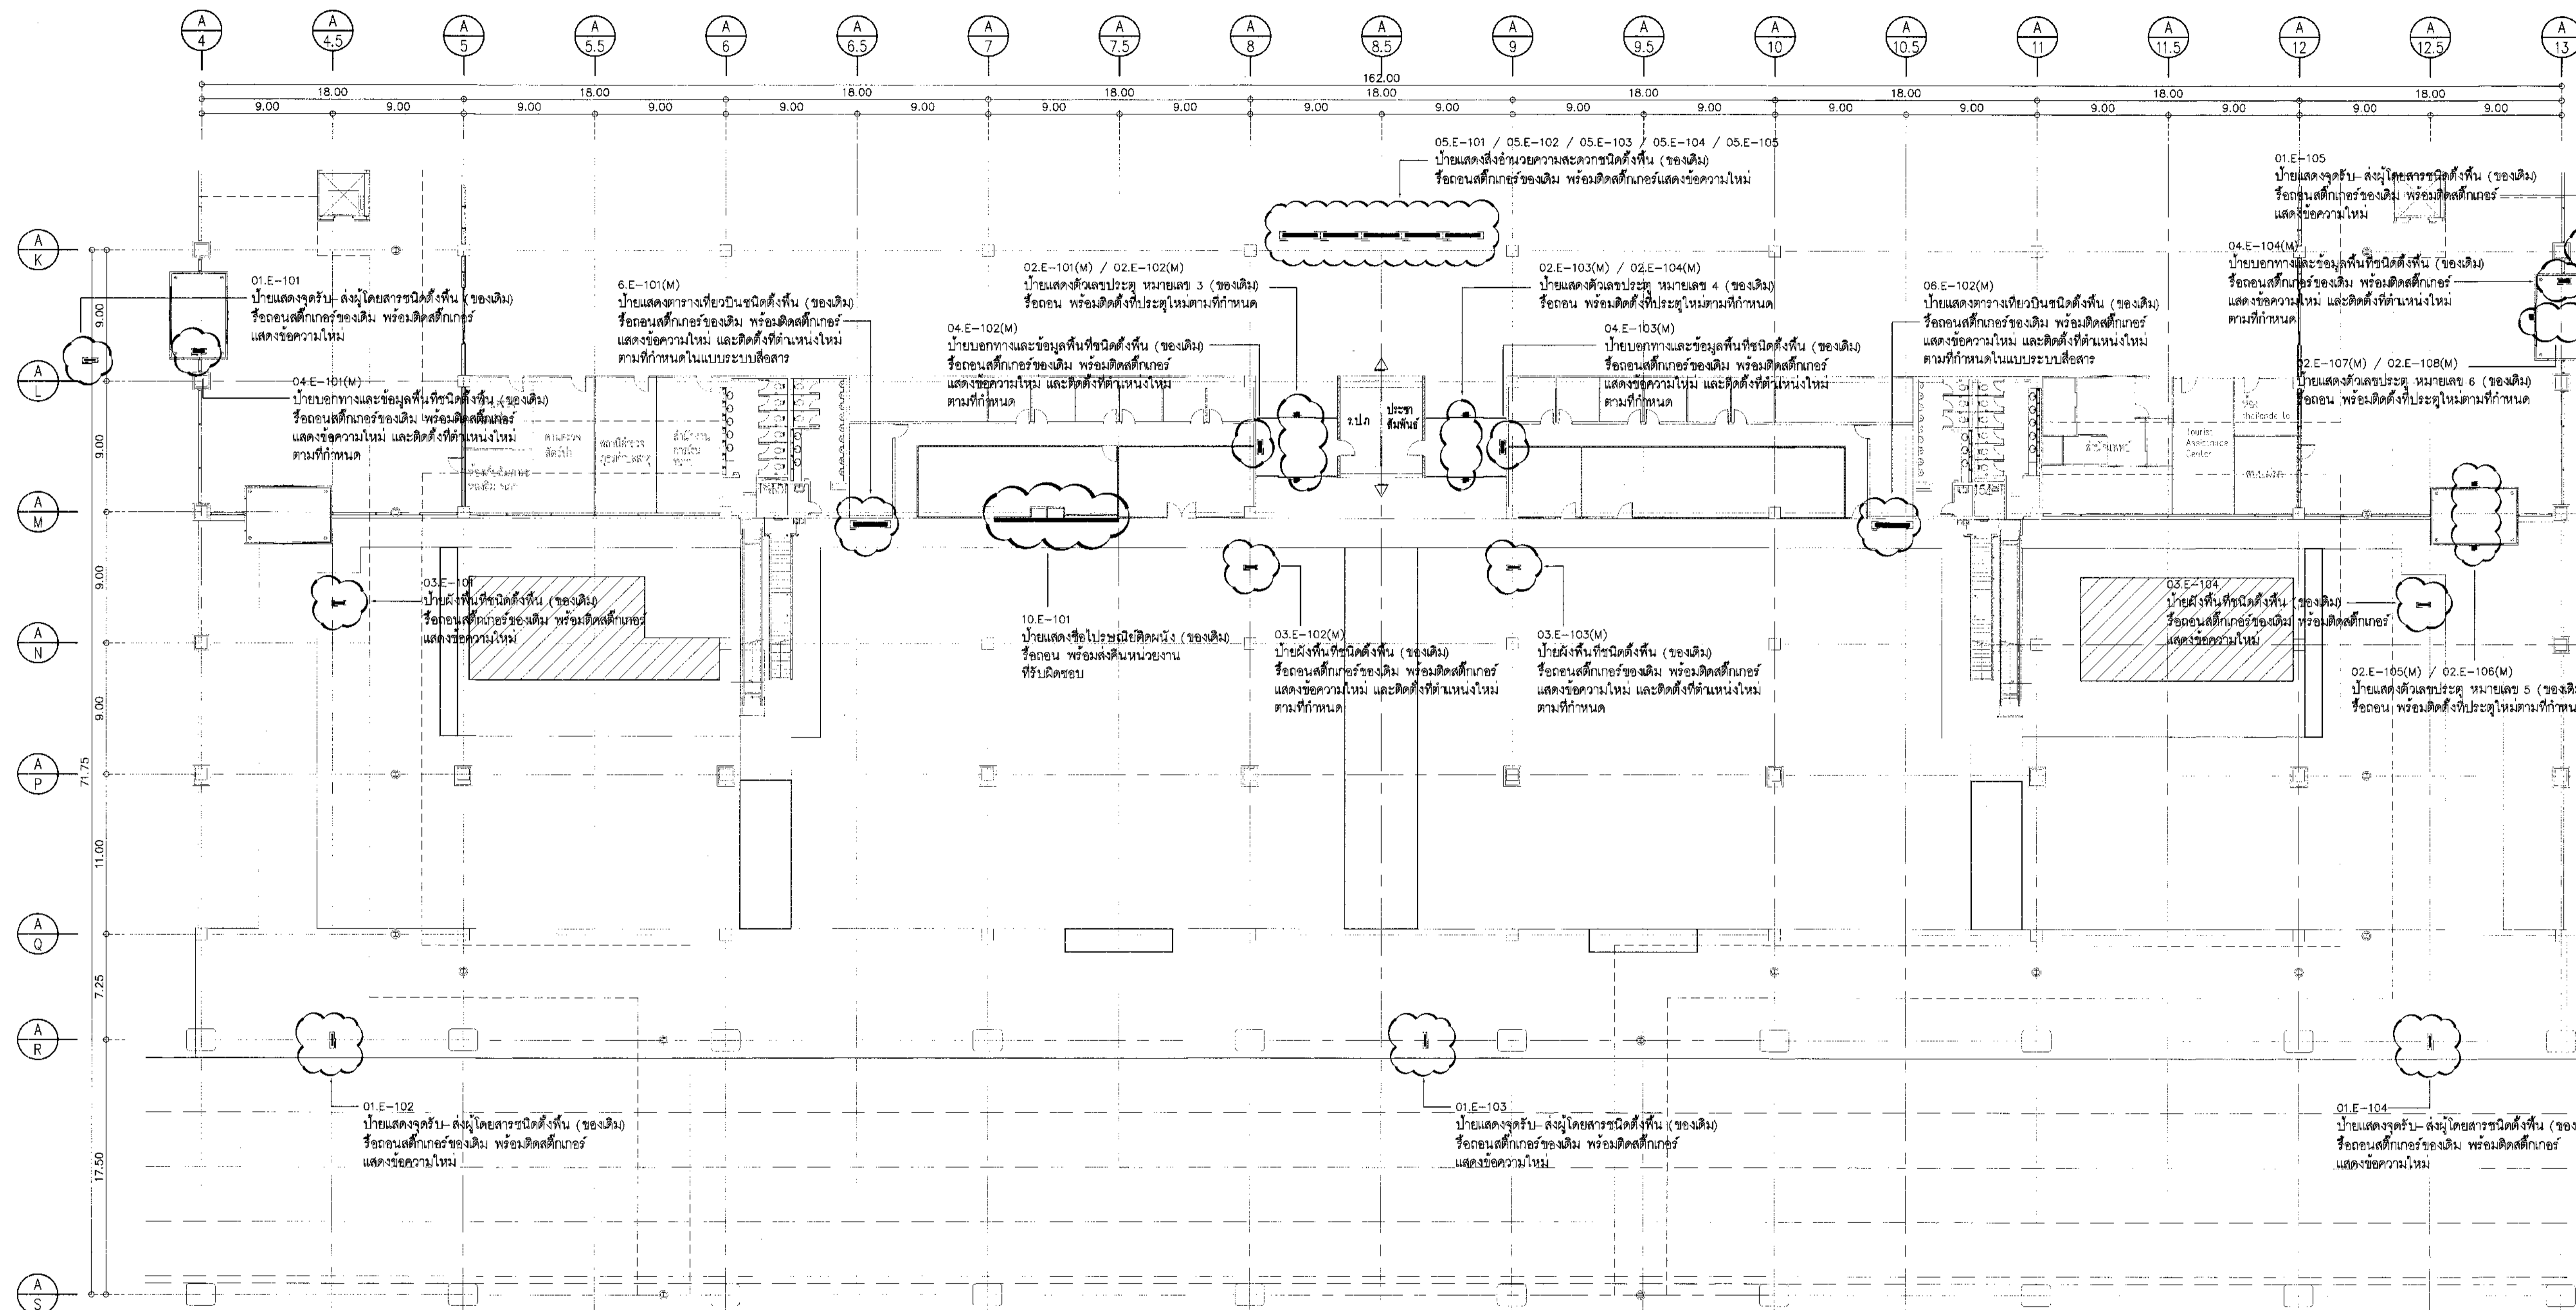 A A A A A A A A A A A A A A A A A A A
4 4.5 5 5.5 6 6.5 7 7.5 8 8.5 9 9.5 10 10.5 11 11.5 12 12.5 13
162.00
18.00 18.00 18.00 18.00 18.00 18.00 18.00 18.00 18.00
9.00 9.00 9.00 9.00 9.00 9.00 9.00 9.00 9.00 9.00 9.00 9.00 9.00 9.00 9.00 9.00 9.00 9.00
05.E-101 / 05.E-102 / 05.E-103 / 05.E-104 / 05.E-105
ป้ายแสดงสิ่งอำนวยความสะดวกชนิดตั้งพื้น (ของเดิม)
รื้อถอนสติ๊กเกอร์ของเดิม พร้อมติดสติ๊กเกอร์แสดงข้อความใหม่
01.E-105
ป้ายแสดงจุดรับ-ส่งผู้โดยสารชนิดตั้งพื้น (ของเดิม)
รื้อถอนสติ๊กเกอร์ของเดิม พร้อมติดสติ๊กเกอร์
แสดงข้อความใหม่
A
K
01.E-101
ป้ายแสดงจุดรับ-ส่งผู้โดยสารชนิดตั้งพื้น (ของเดิม)
รื้อถอนสติ๊กเกอร์ของเดิม พร้อมติดสติ๊กเกอร์
แสดงข้อความใหม่
6.E-101(M)
ป้ายแสดงตารางเที่ยวบินชนิดตั้งพื้น (ของเดิม)
รื้อถอนสติ๊กเกอร์ของเดิม พร้อมติดสติ๊กเกอร์
แสดงข้อความใหม่ และติดตั้งที่ตำแหน่งใหม่
ตามที่กำหนดในแบบระบบสื่อสาร
02.E-101(M) / 02.E-102(M)
ป้ายแสดงตัวเลขประตู หมายเลข 3 (ของเดิม)
รื้อถอน พร้อมติดตั้งที่ประตูใหม่ตามที่กำหนด
04.E-102(M)
ป้ายบอกทางและข้อมูลพื้นที่ชนิดตั้งพื้น (ของเดิม)
รื้อถอนสติ๊กเกอร์ของเดิม พร้อมติดสติ๊กเกอร์
แสดงข้อความใหม่ และติดตั้งที่ตำแหน่งใหม่
ตามที่กำหนด
02.E-103(M) / 02.E-104(M)
ป้ายแสดงตัวเลขประตู หมายเลข 4 (ของเดิม)
รื้อถอน พร้อมติดตั้งที่ประตูใหม่ตามที่กำหนด
04.E-103(M)
ป้ายบอกทางและข้อมูลพื้นที่ชนิดตั้งพื้น (ของเดิม)
รื้อถอนสติ๊กเกอร์ของเดิม พร้อมติดสติ๊กเกอร์
แสดงข้อความใหม่ และติดตั้งที่ตำแหน่งใหม่
ตามที่กำหนด
06.E-102(M)
ป้ายแสดงตารางเที่ยวบินชนิดตั้งพื้น (ของเดิม)
รื้อถอนสติ๊กเกอร์ของเดิม พร้อมติดสติ๊กเกอร์
แสดงข้อความใหม่ และติดตั้งที่ตำแหน่งใหม่
ตามที่กำหนดในแบบระบบสื่อสาร
04.E-104(M)
ป้ายบอกทางและข้อมูลพื้นที่ชนิดตั้งพื้น (ของเดิม)
รื้อถอนสติ๊กเกอร์ของเดิม พร้อมติดสติ๊กเกอร์
แสดงข้อความใหม่ และติดตั้งที่ตำแหน่งใหม่
ตามที่กำหนด
9.00
A
L
04.E-101(M)
ป้ายบอกทางและข้อมูลพื้นที่ชนิดตั้งพื้น (ของเดิม)
รื้อถอนสติ๊กเกอร์ของเดิม พร้อมติดสติ๊กเกอร์
แสดงข้อความใหม่ และติดตั้งที่ตำแหน่งใหม่
ตามที่กำหนด
ร.ป.ภ
ประชา
สัมพันธ์
Tourist
Assistance
Center
02.E-107(M) / 02.E-108(M)
ป้ายแสดงตัวเลขประตู หมายเลข 6 (ของเดิม)
รื้อถอน พร้อมติดตั้งที่ประตูใหม่ตามที่กำหนด
9.00
A
M
9.00
03.E-101
ป้ายผังพื้นที่ชนิดตั้งพื้น (ของเดิม)
รื้อถอนสติ๊กเกอร์ของเดิม พร้อมติดสติ๊กเกอร์
แสดงข้อความใหม่
10.E-101
ป้ายแสดงชื่อไปรษณีย์ติดผนัง (ของเดิม)
รื้อถอน พร้อมส่งคืนหน่วยงาน
ที่รับผิดชอบ
03.E-102(M)
ป้ายผังพื้นที่ชนิดตั้งพื้น (ของเดิม)
รื้อถอนสติ๊กเกอร์ของเดิม พร้อมติดสติ๊กเกอร์
แสดงข้อความใหม่ และติดตั้งที่ตำแหน่งใหม่
ตามที่กำหนด
03.E-103(M)
ป้ายผังพื้นที่ชนิดตั้งพื้น (ของเดิม)
รื้อถอนสติ๊กเกอร์ของเดิม พร้อมติดสติ๊กเกอร์
แสดงข้อความใหม่ และติดตั้งที่ตำแหน่งใหม่
ตามที่กำหนด
03.E-104
ป้ายผังพื้นที่ชนิดตั้งพื้น (ของเดิม)
รื้อถอนสติ๊กเกอร์ของเดิม พร้อมติดสติ๊กเกอร์
แสดงข้อความใหม่
02.E-105(M) / 02.E-106(M)
ป้ายแสดงตัวเลขประตู หมายเลข 5 (ของเดิ
รื้อถอน พร้อมติดตั้งที่ประตูใหม่ตามที่กำหน
A
N
9.00
A
P
71.75
11.00
A
Q
7.25
A
R
01.E-102
ป้ายแสดงจุดรับ-ส่งผู้โดยสารชนิดตั้งพื้น (ของเดิม)
รื้อถอนสติ๊กเกอร์ของเดิม พร้อมติดสติ๊กเกอร์
แสดงข้อความใหม่
01.E-103
ป้ายแสดงจุดรับ-ส่งผู้โดยสารชนิดตั้งพื้น (ของเดิม)
รื้อถอนสติ๊กเกอร์ของเดิม พร้อมติดสติ๊กเกอร์
แสดงข้อความใหม่
01.E-104
ป้ายแสดงจุดรับ-ส่งผู้โดยสารชนิดตั้งพื้น (ของ
รื้อถอนสติ๊กเกอร์ของเดิม พร้อมติดสติ๊กเกอร์
แสดงข้อความใหม่
17.50
A
S